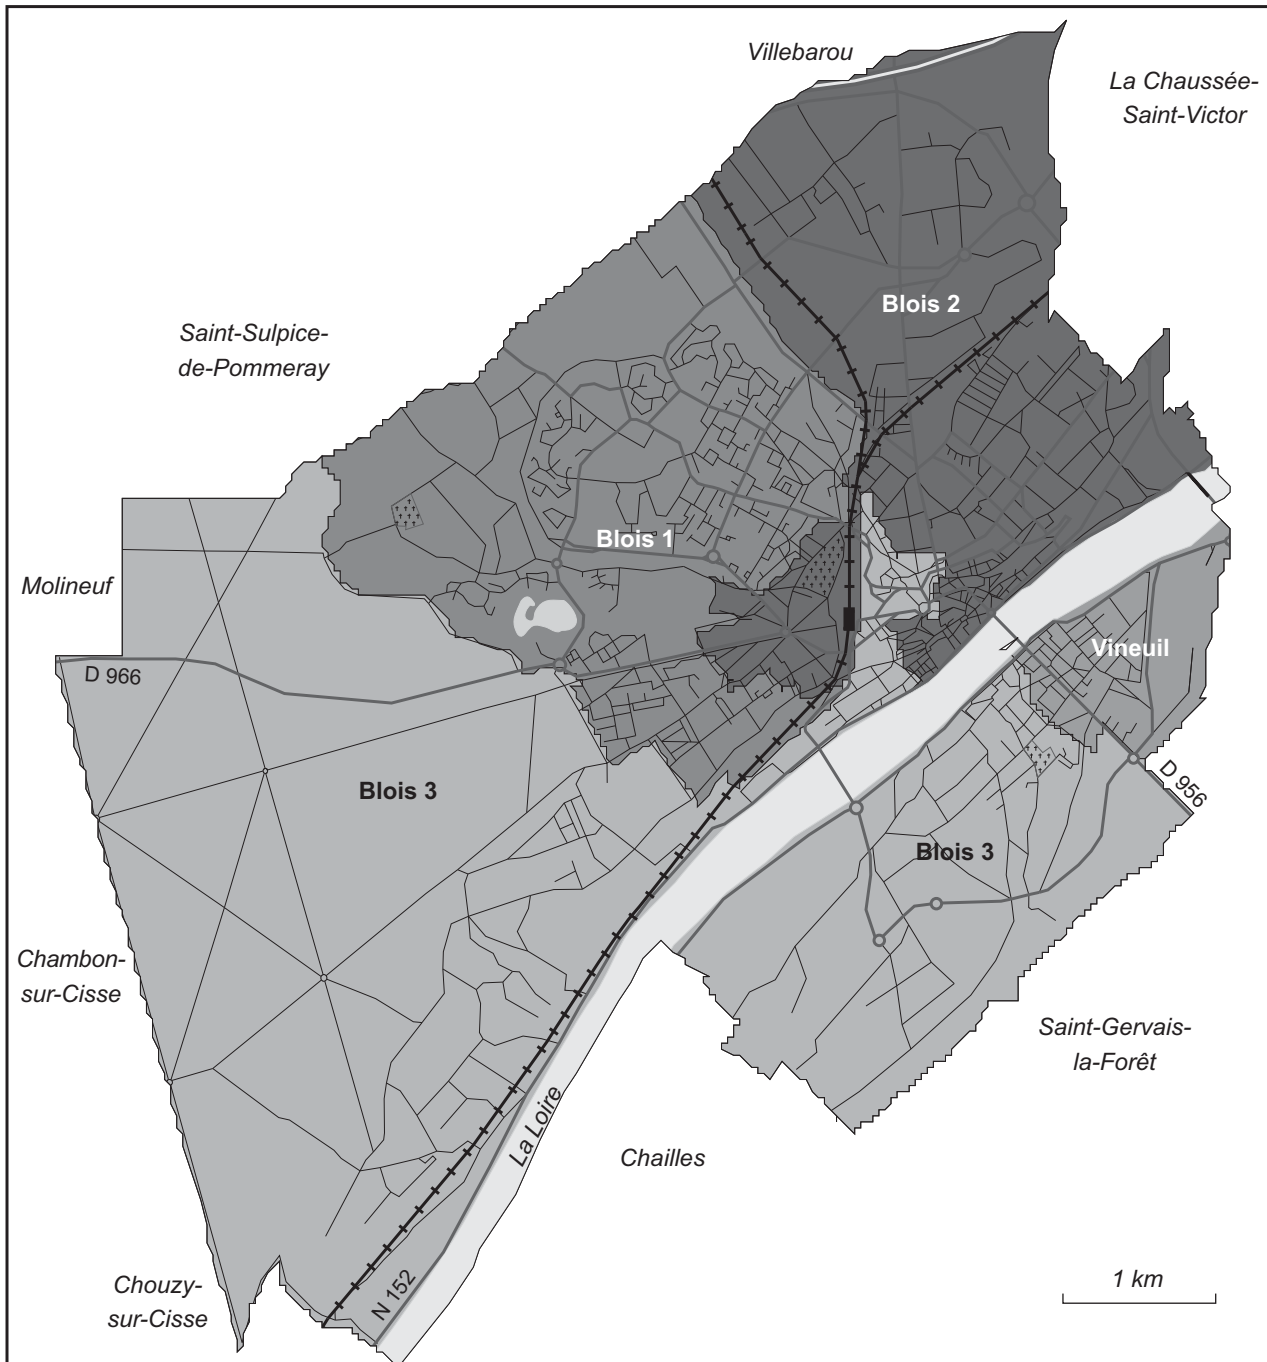 Villebarou
La Chaussée-
Saint-Victor
Blois 2
Saint-Sulpice-
de-Pommeray
Blois 1
Molineuf
Vineuil
D 966
D 956
Blois 3
Blois 3
Chambon-
sur-Cisse
Saint-Gervais-
la-Forêt
La Loire
Chailles
N 152
Chouzy-
sur-Cisse
1 km